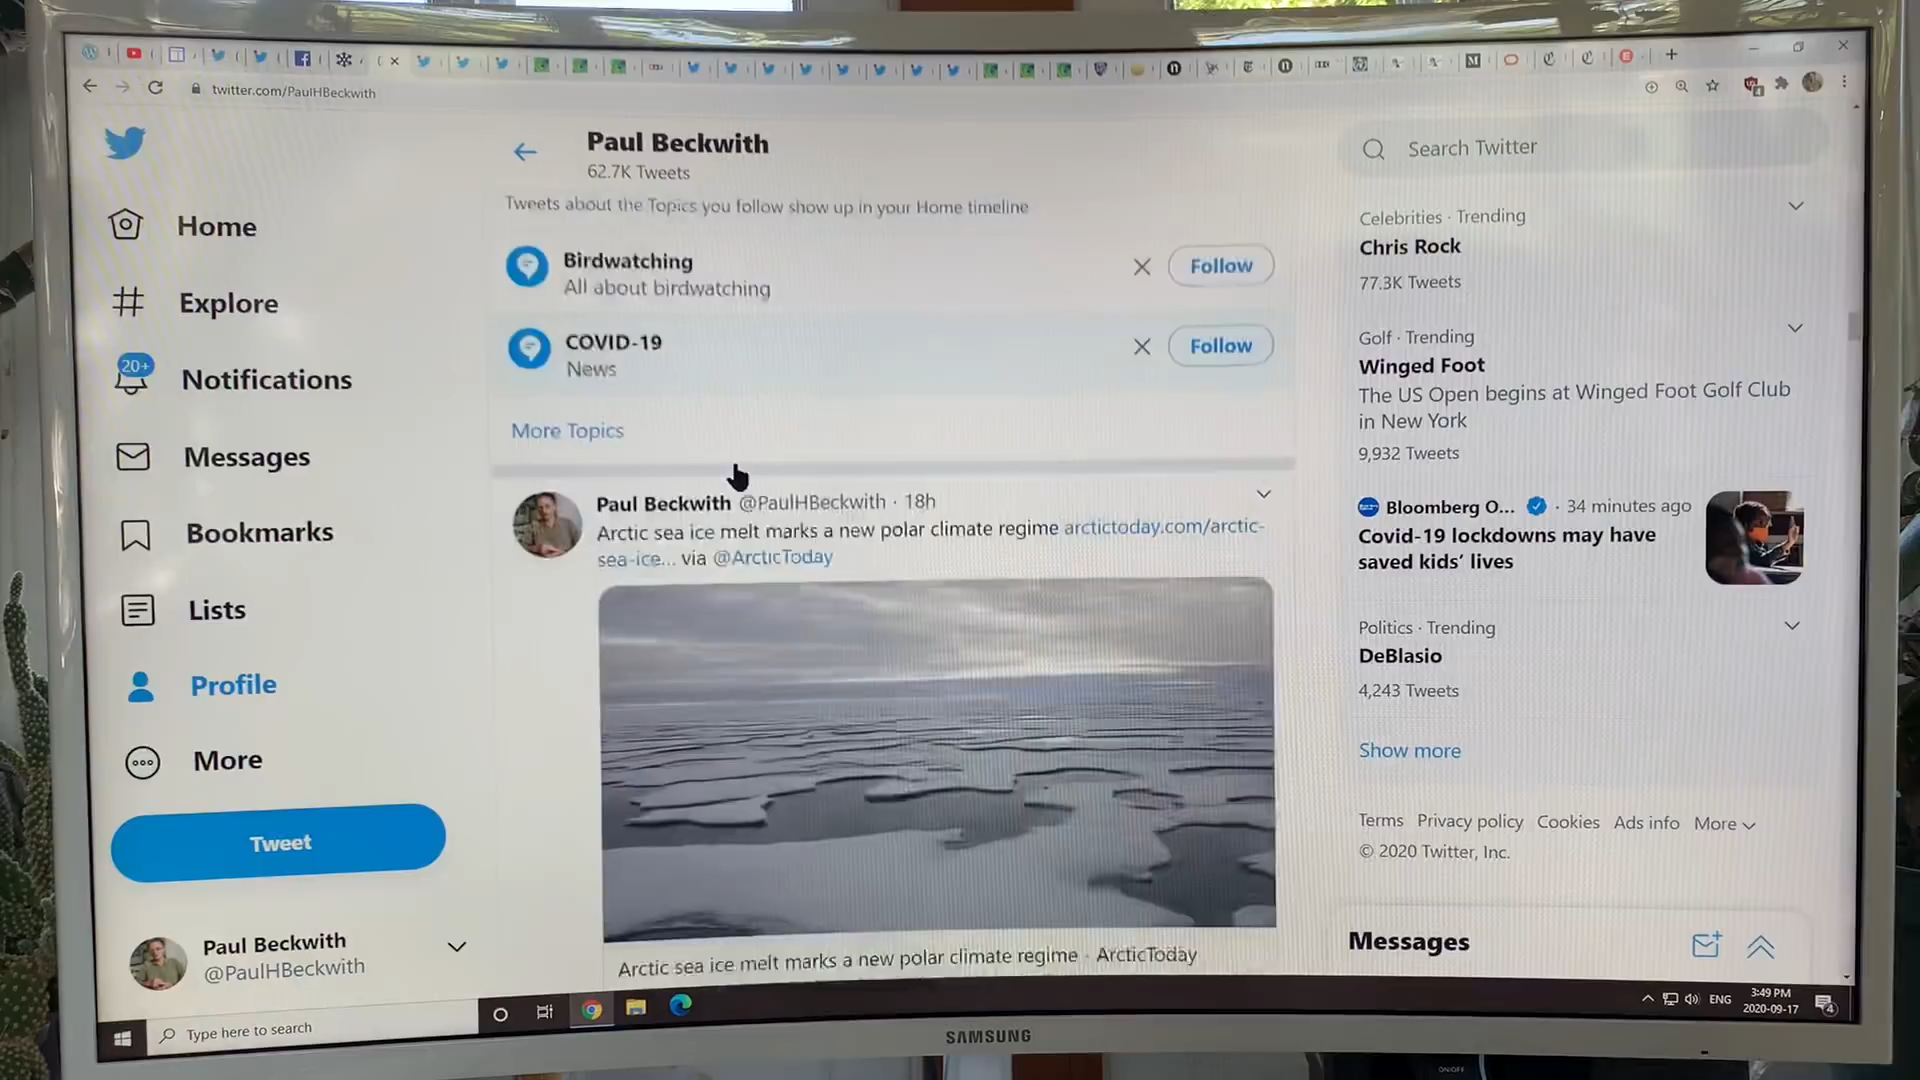 twitter.com/PaulHBeckwith
Paul Beckwith
62.7K Tweets
Tweets about the Topics you follow show up in your Home timeline
Birdwatching
All about birdwatching
Follow
COVID-19
News
Follow
More Topics
Paul Beckwith @PaulHBeckwith · 18h
Arctic sea ice melt marks a new polar climate regime arctictoday.com/arctic-
sea-ice... via @ArcticToday
Arctic sea ice melt marks a new polar climate regime · ArcticToday
Home
Explore
20+
Notifications
Messages
Bookmarks
Lists
Profile
More
Tweet
Paul Beckwith
@PaulHBeckwith
Search Twitter
Celebrities · Trending
Chris Rock
77.3K Tweets
Golf · Trending
Winged Foot
The US Open begins at Winged Foot Golf Club
in New York
9,932 Tweets
Bloomberg O... · 34 minutes ago
Covid-19 lockdowns may have
saved kids' lives
Politics · Trending
DeBlasio
4,243 Tweets
Show more
Terms Privacy policy Cookies Ads info More
© 2020 Twitter, Inc.
Messages
Type here to search
ENG
3:49 PM
2020-09-17
4
SAMSUNG
ON/OFF